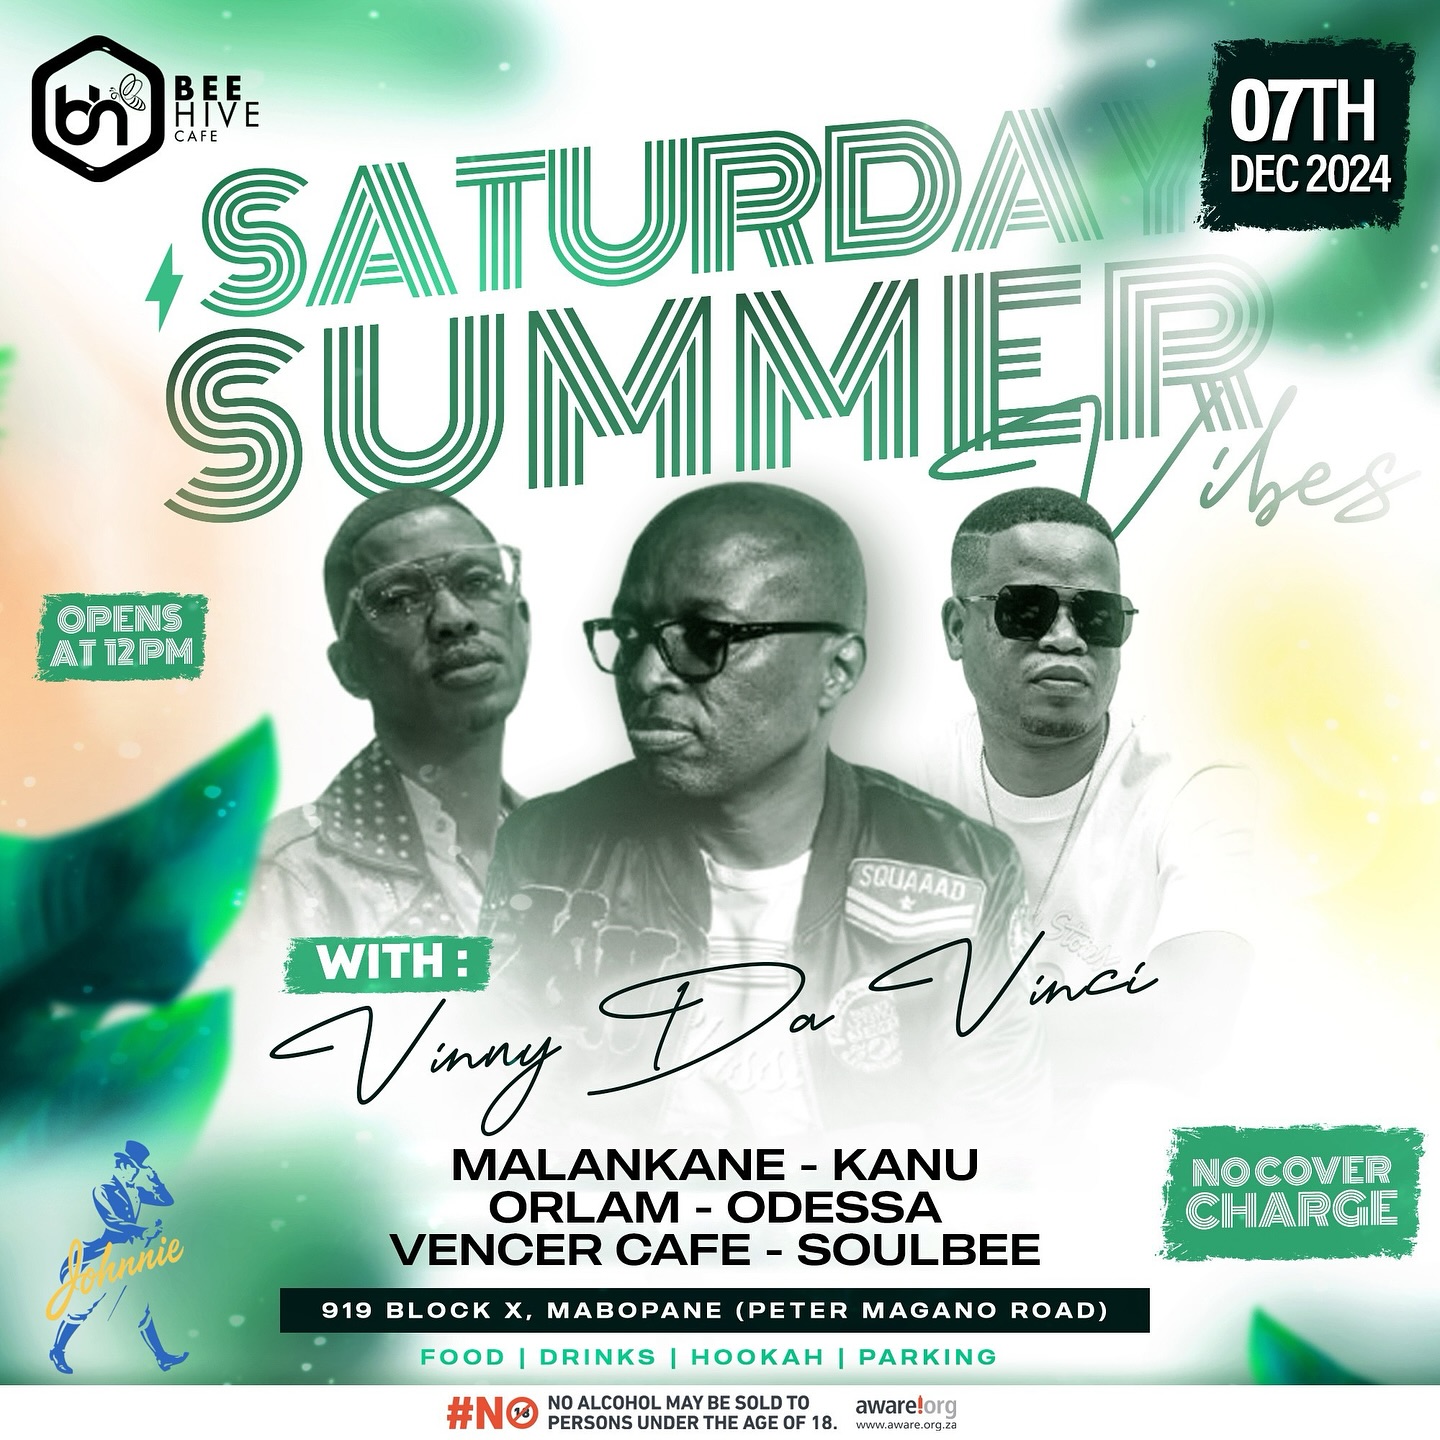 BEE
HIVE
CAFE
07TH
DEC 2024
SATURDAY
SUMMER
Vibes
OPENS
AT 12PM
SQUAAAD
WITH :
Vinny Da Vinci
MALANKANE - KANU
ORLAM - ODESSA
VENCER CAFE - SOULBEE
NO COVER
CHARGE
Johnnie
919 BLOCK X, MABOPANE (PETER MAGANO ROAD)
FOOD | DRINKS | HOOKAH | PARKING
#NO 18
NO ALCOHOL MAY BE SOLD TO
PERSONS UNDER THE AGE OF 18.
aware!org
www.aware.org.za